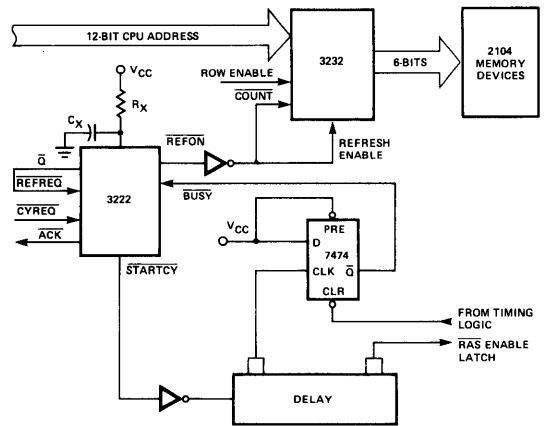 12-BIT CPU ADDRESS
VCC
ROW ENABLE
COUNT
3232
6-BITS
2104
MEMORY
DEVICES
RX
CX
REFON
REFRESH
ENABLE
Q
REFREQ
CYREQ
ACK
3222
BUSY
STARTCY
VCC
PRE
D
7474
CLK
Q
CLR
FROM TIMING
LOGIC
RAS ENABLE
LATCH
DELAY